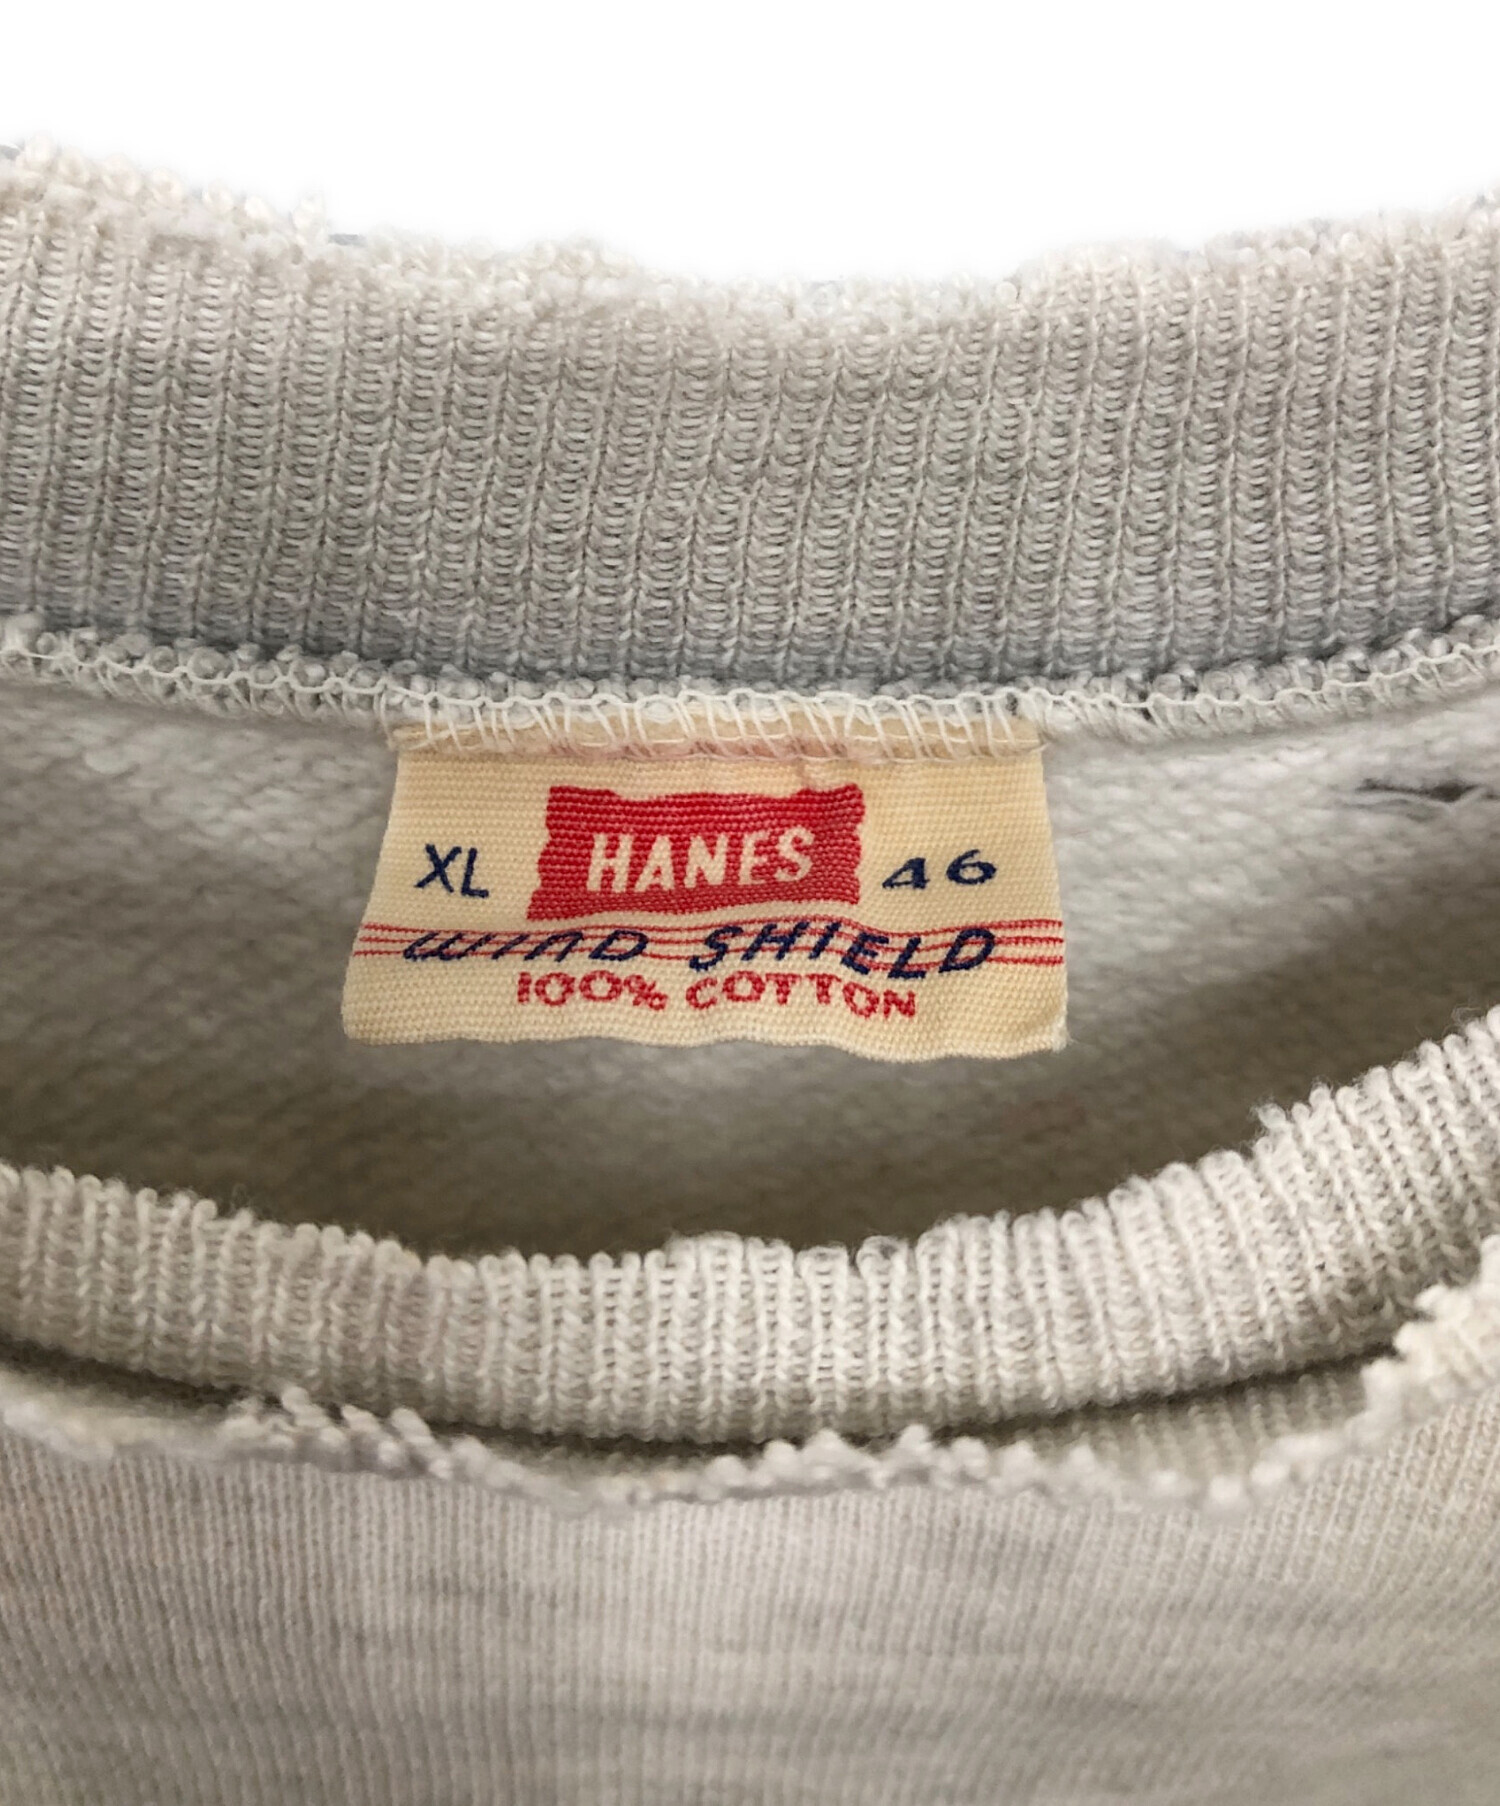 XL HANES 46
WIND SHIELD
100% COTTON